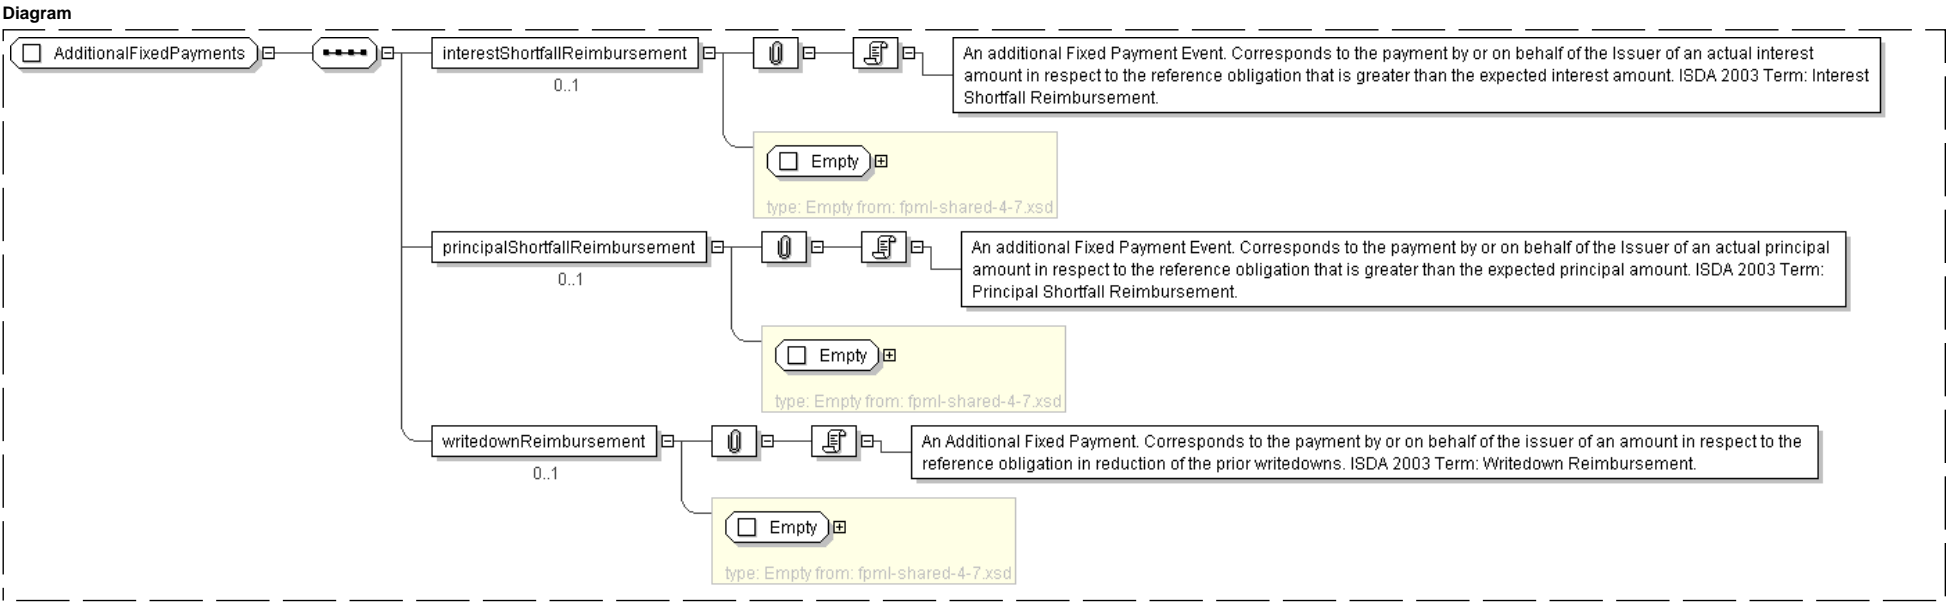 Diagram
AdditionalFixedPayments
interestShortfallReimbursement
0..1
An additional Fixed Payment Event. Corresponds to the payment by or on behalf of the Issuer of an actual interest
amount in respect to the reference obligation that is greater than the expected interest amount. ISDA 2003 Term: Interest
Shortfall Reimbursement.
Empty
type: Empty from: fpml-shared-4-7.xsd
principalShortfallReimbursement
0..1
An additional Fixed Payment Event. Corresponds to the payment by or on behalf of the Issuer of an actual principal
amount in respect to the reference obligation that is greater than the expected principal amount. ISDA 2003 Term:
Principal Shortfall Reimbursement.
Empty
type: Empty from: fpml-shared-4-7.xsd
writedownReimbursement
0..1
An Additional Fixed Payment. Corresponds to the payment by or on behalf of the issuer of an amount in respect to the
reference obligation in reduction of the prior writedowns. ISDA 2003 Term: Writedown Reimbursement.
Empty
type: Empty from: fpml-shared-4-7.xsd